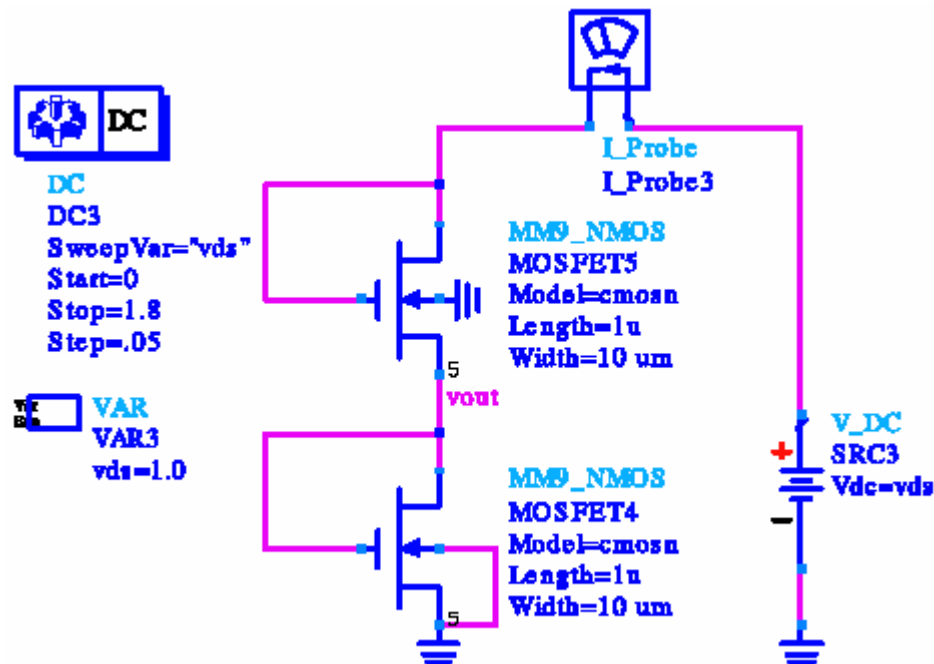 DC
DC
DC3
SweepVar="vds"
Start=0
Stop=1.8
Step=.05
VAR
VAR3
vds=1.0
I_Probe
I_Probe3
MM9_NMOS
MOSFET5
Model=cmosn
Length=1u
Width=10 um
5
vout
MM9_NMOS
MOSFET4
Model=cmosn
Length=1u
Width=10 um
5
V_DC
SRC3
Vdc=vds
+
-